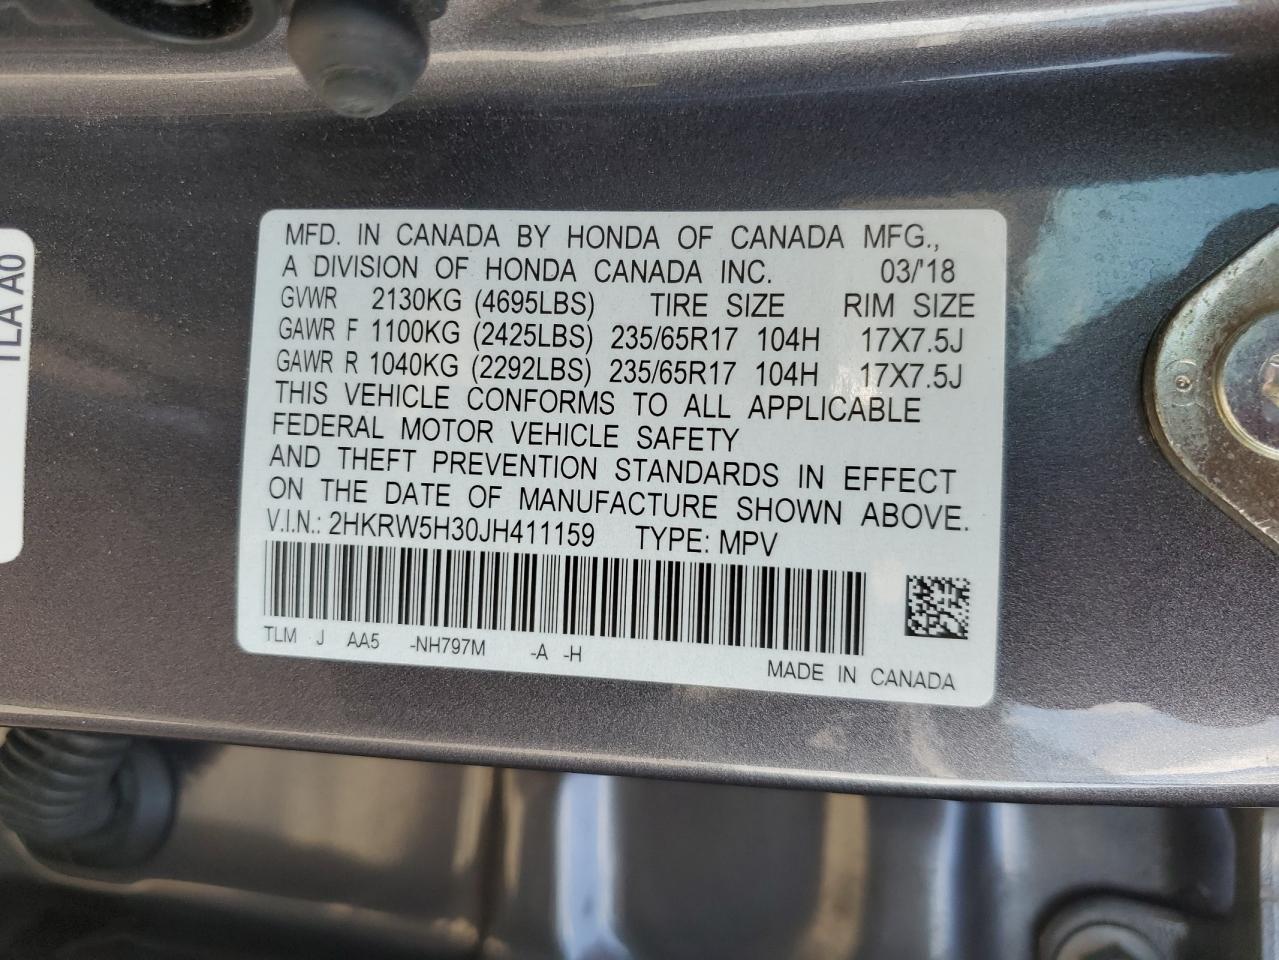 MFD. IN CANADA BY HONDA OF CANADA MFG.,
A DIVISION OF HONDA CANADA INC. 03/'18
GVWR 2130KG (4695LBS) TIRE SIZE RIM SIZE
GAWR F 1100KG (2425LBS) 235/65R17 104H 17X7.5J
GAWR R 1040KG (2292LBS) 235/65R17 104H 17X7.5J
THIS VEHICLE CONFORMS TO ALL APPLICABLE
FEDERAL MOTOR VEHICLE SAFETY
AND THEFT PREVENTION STANDARDS IN EFFECT
ON THE DATE OF MANUFACTURE SHOWN ABOVE.
V.I.N.: 2HKRW5H30JH411159 TYPE: MPV
TLM J AA5 -NH797M -A -H
MADE IN CANADA
TLA A0